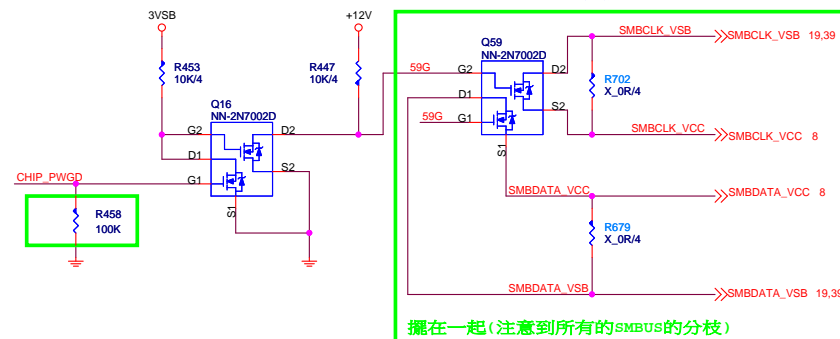 3VSB
+12V
R453
10K/4
R447
10K/4
Q16
NN-2N7002D
G2
D2
D1
S2
G1
S1
CHIP_PWGD
R458
100K
Q59
NN-2N7002D
59G
G2
D2
D1
S2
59G
G1
S1
SMBCLK_VSB
SMBCLK_VSB 19,39
R702
X_0R/4
SMBCLK_VCC
SMBCLK_VCC 8
SMBDATA_VCC
SMBDATA_VCC 8
R679
X_0R/4
SMBDATA_VSB
SMBDATA_VSB 19,39
擺在一起(注意到所有的SMBUS的分枝)